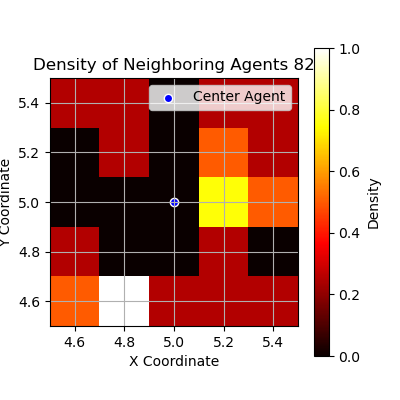 Density of Neighboring Agents 82
Center Agent
5.4
5.2
5.0
4.8
4.6
Y Coordinate
4.6 4.8 5.0 5.2 5.4
X Coordinate
1.0
0.8
0.6
0.4
0.2
0.0
Density